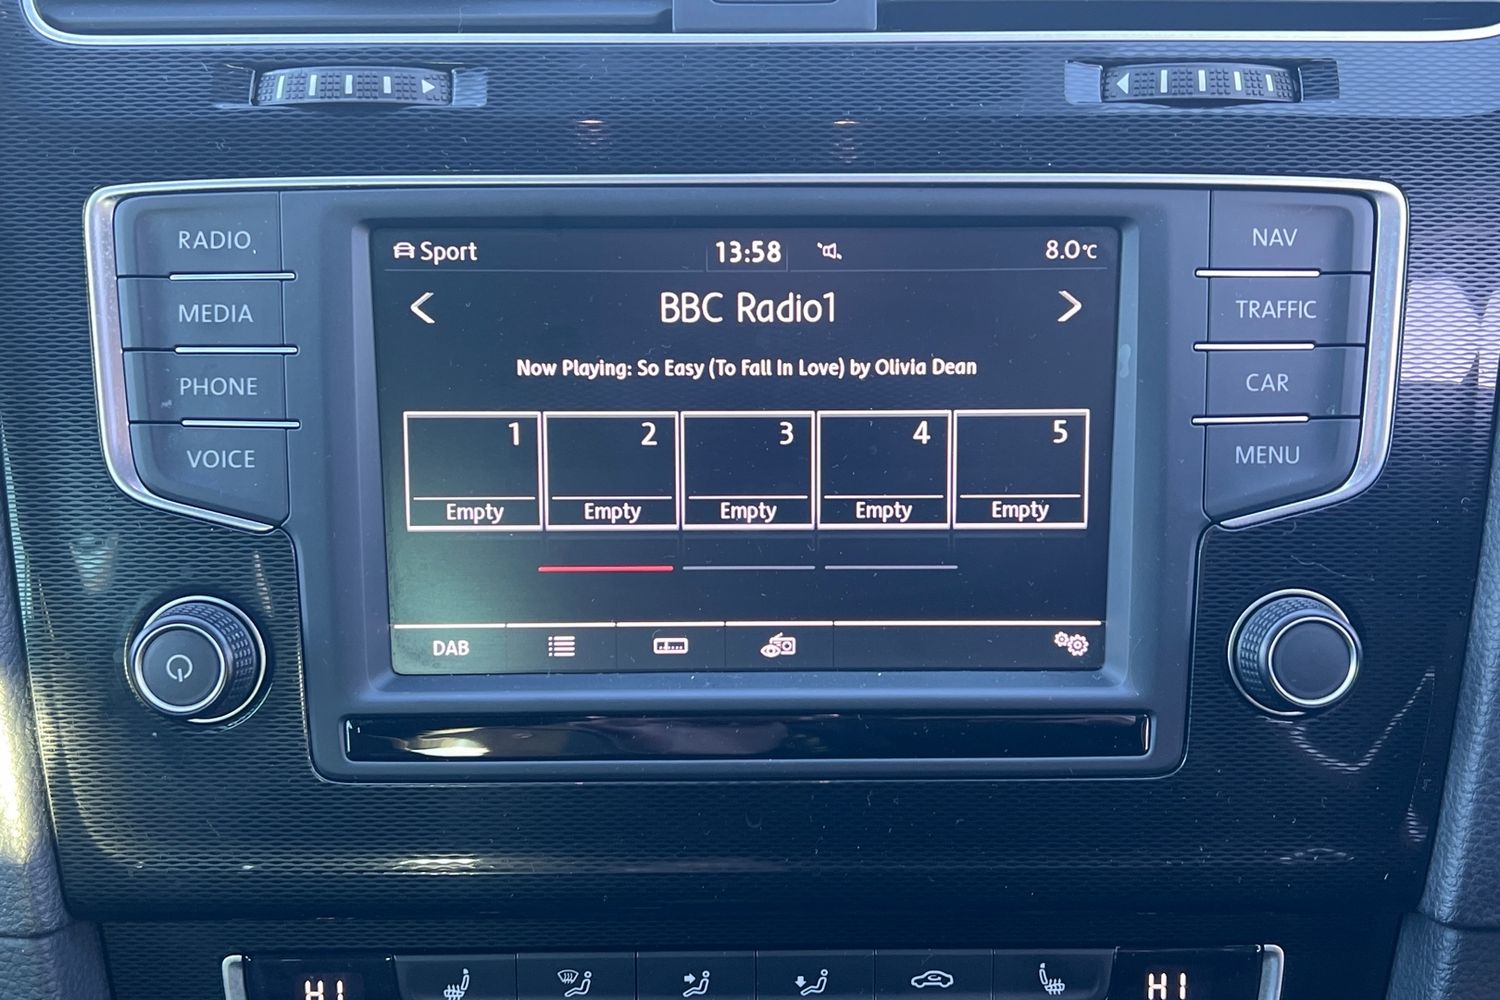 RADIO
MEDIA
PHONE
VOICE
Sport 13:58 8.0°C
BBC Radio1
Now Playing: So Easy (To Fall In Love) by Olivia Dean
1 2 3 4 5
Empty Empty Empty Empty Empty
DAB
NAV
TRAFFIC
CAR
MENU
HI HI